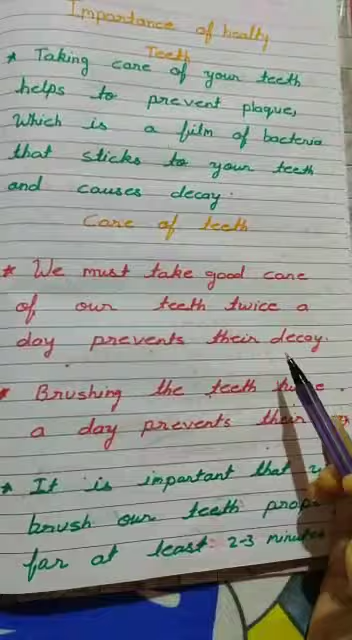 Importance of healty
Teeth
* Taking care of your teeth
helps to prevent plaque,
Which is a film of bacteria
that sticks to your teeth
and causes decay.
Care of teeth
* We must take good care
of our teeth twice a
day prevents their decay.
* Brushing the teeth
a day prevents their
* It is important that
brush our teeth
for at least 2-3 minutes